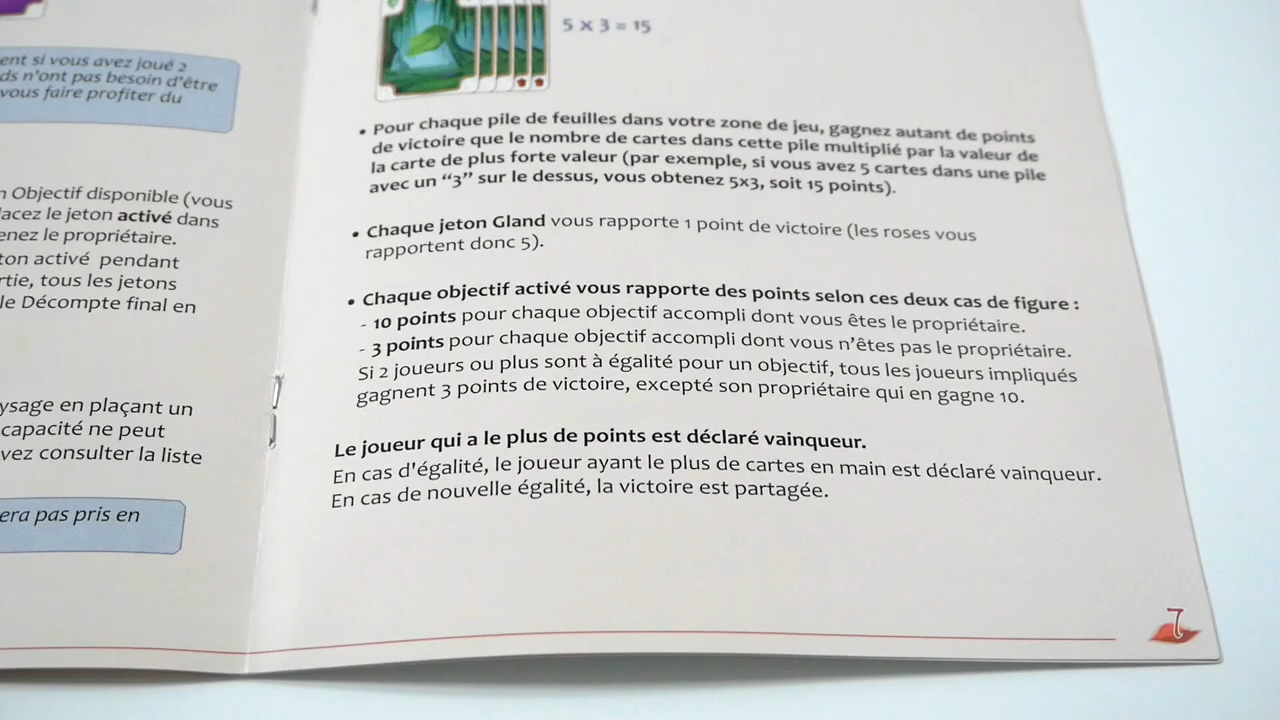 ent si vous avez joué 2
ds n'ont pas besoin d'être
vous faire profiter du
n Objectif disponible (vous
lacez le jeton activé dans
enez le propriétaire.
ton activé pendant
rtie, tous les jetons
le Décompte final en
ysage en plaçant un
capacité ne peut
vez consulter la liste
era pas pris en
5 x 3 = 15
• Pour chaque pile de feuilles dans votre zone de jeu, gagnez autant de points
de victoire que le nombre de cartes dans cette pile multiplié par la valeur de
la carte de plus forte valeur (par exemple, si vous avez 5 cartes dans une pile
avec un “3” sur le dessus, vous obtenez 5x3, soit 15 points).
• Chaque jeton Gland vous rapporte 1 point de victoire (les roses vous
rapportent donc 5).
• Chaque objectif activé vous rapporte des points selon ces deux cas de figure :
- 10 points pour chaque objectif accompli dont vous êtes le propriétaire.
- 3 points pour chaque objectif accompli dont vous n’êtes pas le propriétaire.
Si 2 joueurs ou plus sont à égalité pour un objectif, tous les joueurs impliqués
gagnent 3 points de victoire, excepté son propriétaire qui en gagne 10.
Le joueur qui a le plus de points est déclaré vainqueur.
En cas d'égalité, le joueur ayant le plus de cartes en main est déclaré vainqueur.
En cas de nouvelle égalité, la victoire est partagée.
7